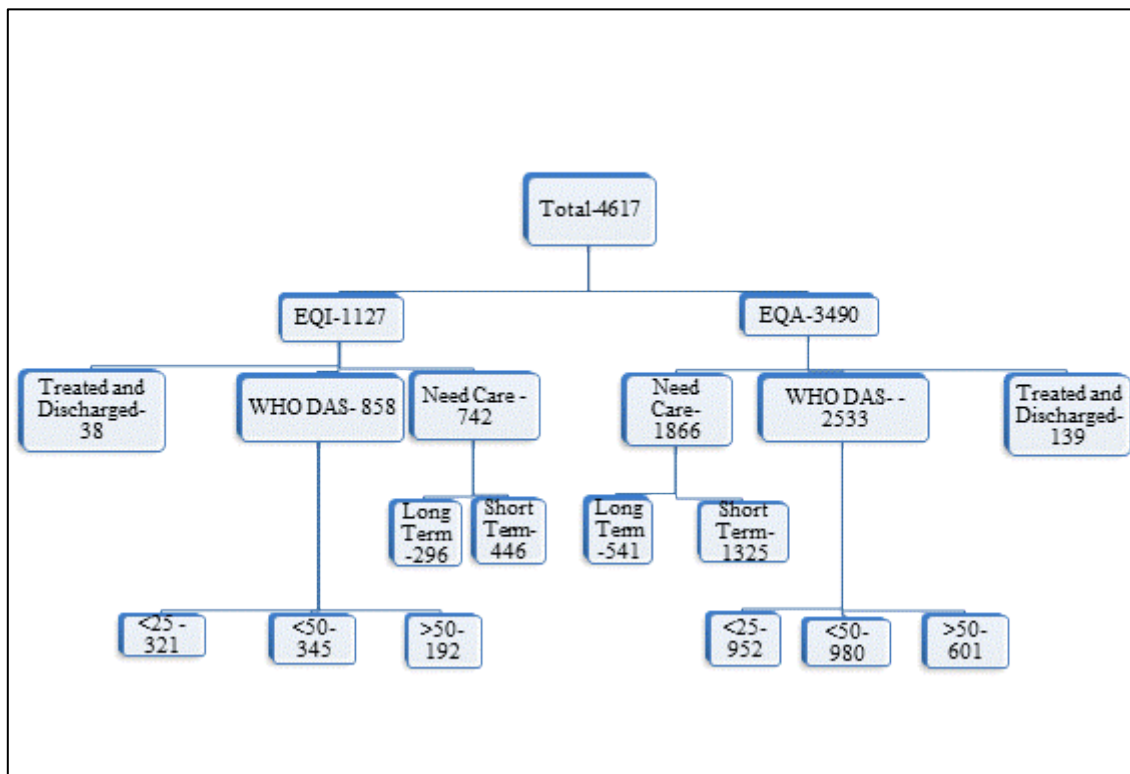 Total-4617
EQI-1127
EQA-3490
Treated and
Discharged-
38
WHO DAS- 858
Need Care -
742
Need
Care-
1866
WHO DAS- -
2533
Treated and
Discharged-
139
Long
Term
-296
Short
Term-
446
Long
Term
-541
Short
Term-
1325
<25 -
321
<50-
345
>50-
192
<25-
952
<50-
980
>50-
601